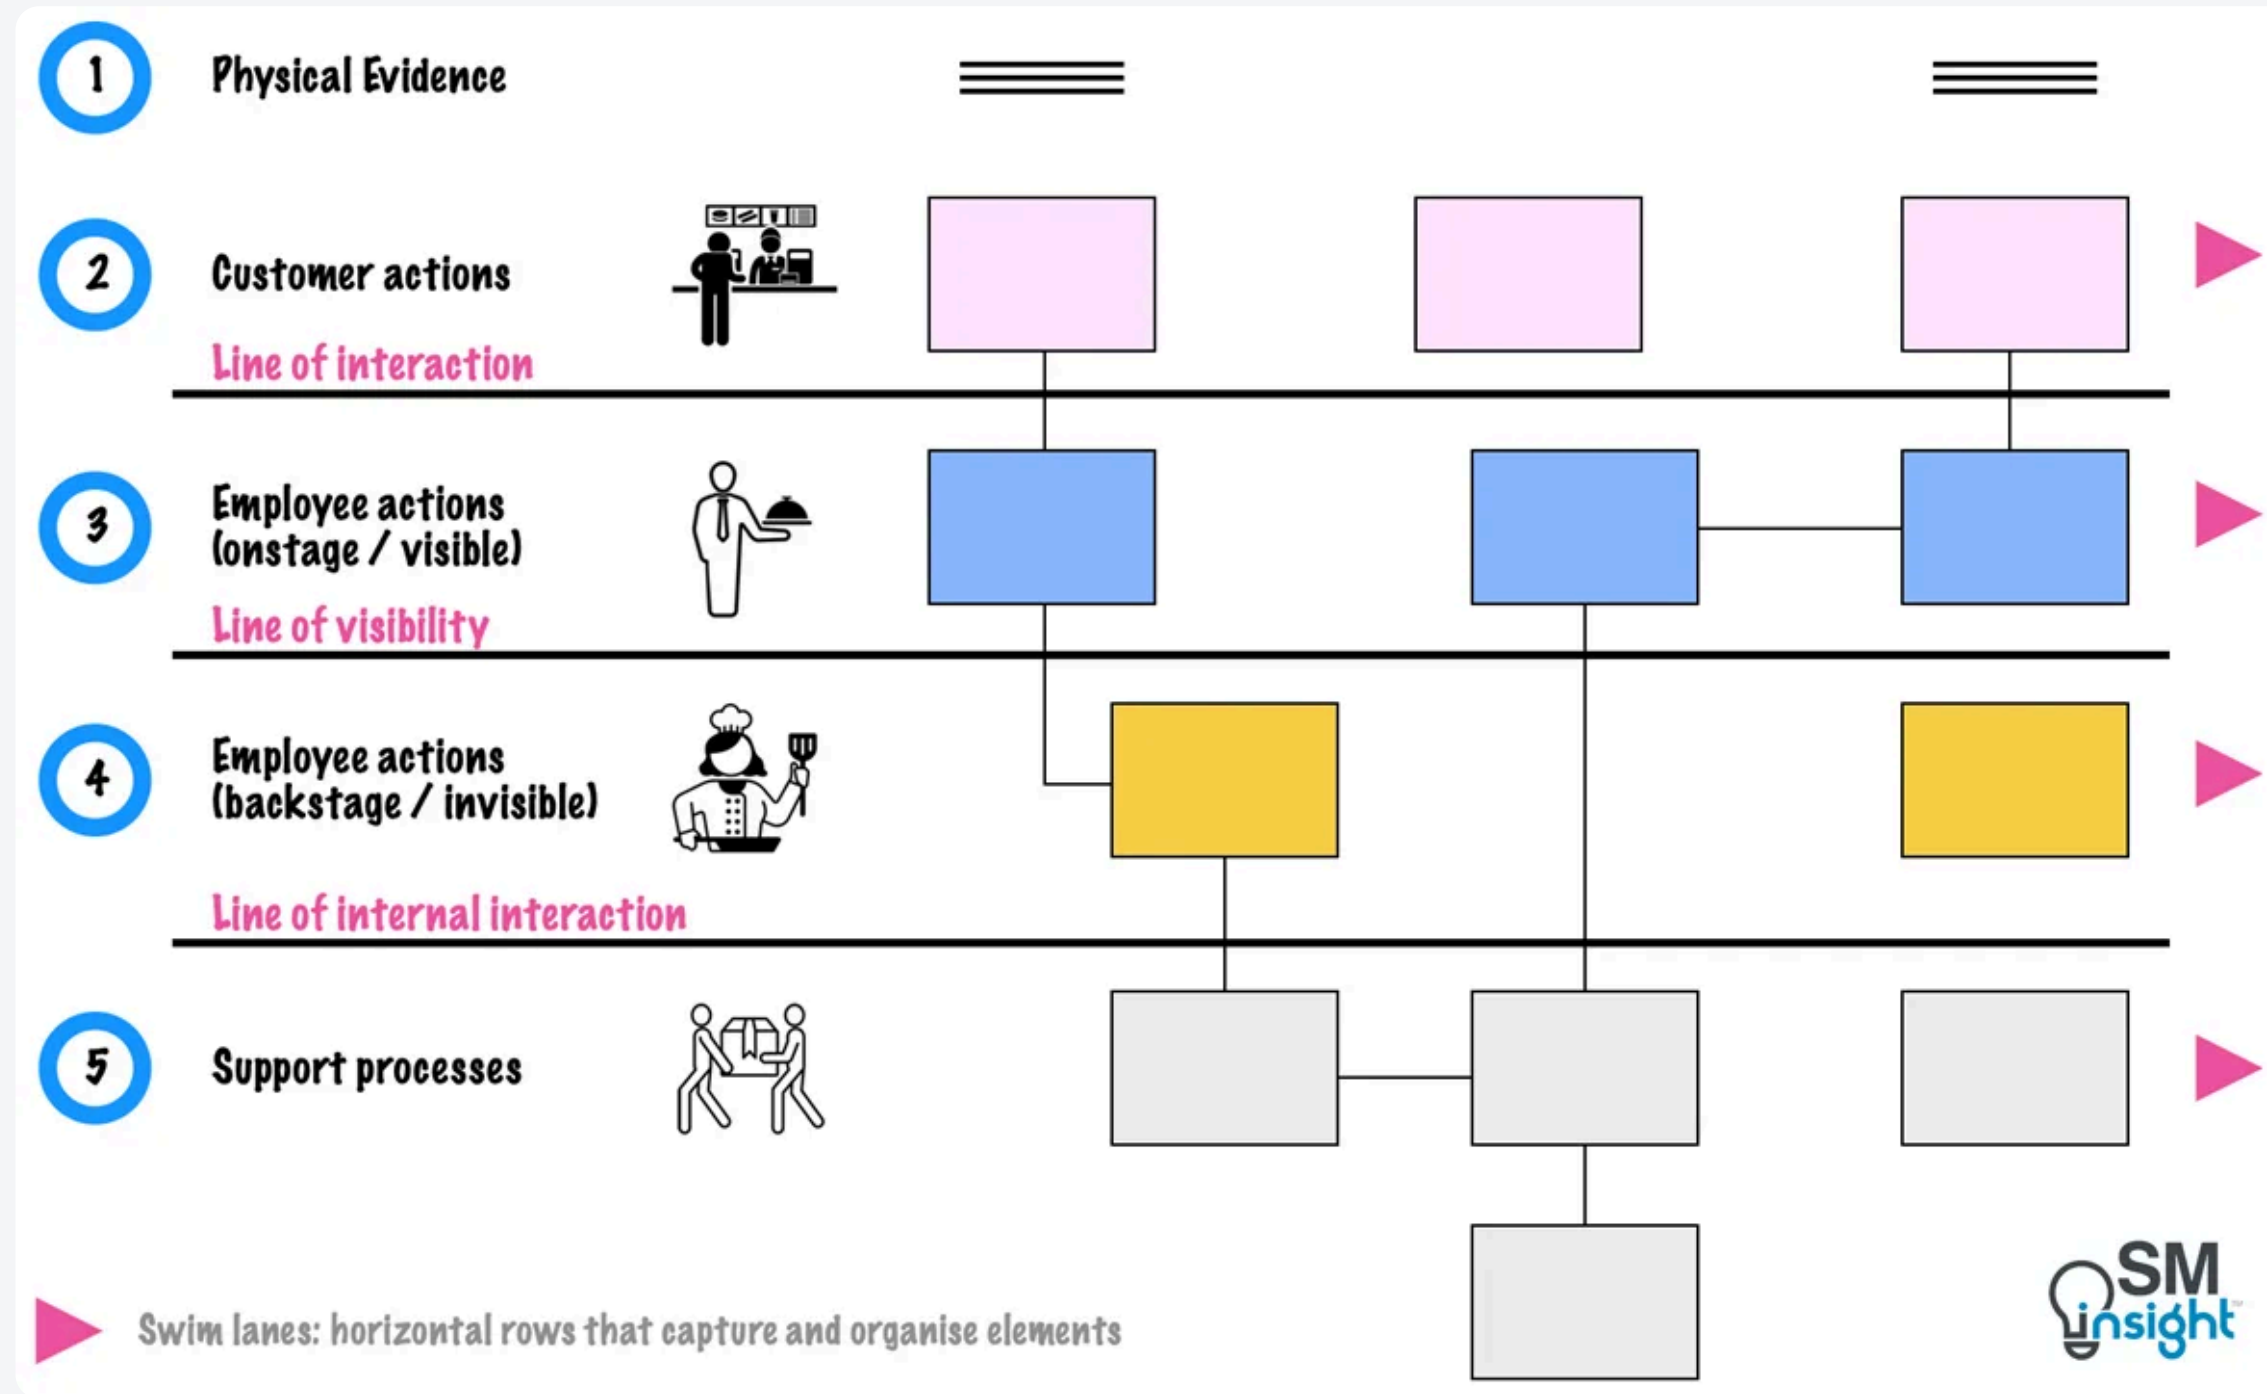 1
Physical Evidence
2
Customer actions
Line of interaction
3
Employee actions
(onstage / visible)
Line of visibility
4
Employee actions
(backstage / invisible)
Line of internal interaction
5
Support processes
Swim lanes: horizontal rows that capture and organise elements
SM
insight™